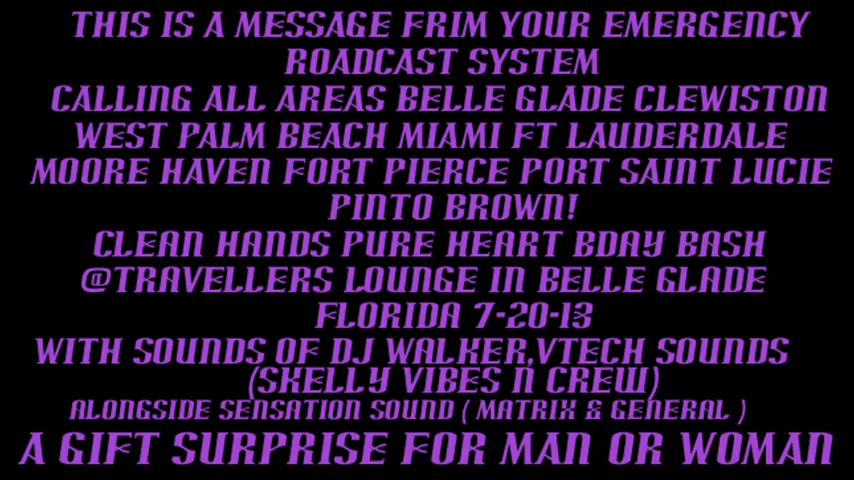 THIS IS A MESSAGE FRIM YOUR EMERGENCY
ROADCAST SYSTEM
CALLING ALL AREAS BELLE GLADE CLEWISTON
WEST PALM BEACH MIAMI FT LAUDERDALE
MOORE HAVEN FORT PIERCE PORT SAINT LUCIE
PINTO BROWN!
CLEAN HANDS PURE HEART BDAY BASH
@TRAVELLERS LOUNGE IN BELLE GLADE
FLORIDA 7-20-13
WITH SOUNDS OF DJ WALKER,VTECH SOUNDS
(SKELLY VIBES N CREW)
ALONGSIDE SENSATION SOUND ( MATRIX & GENERAL )
A GIFT SURPRISE FOR MAN OR WOMAN